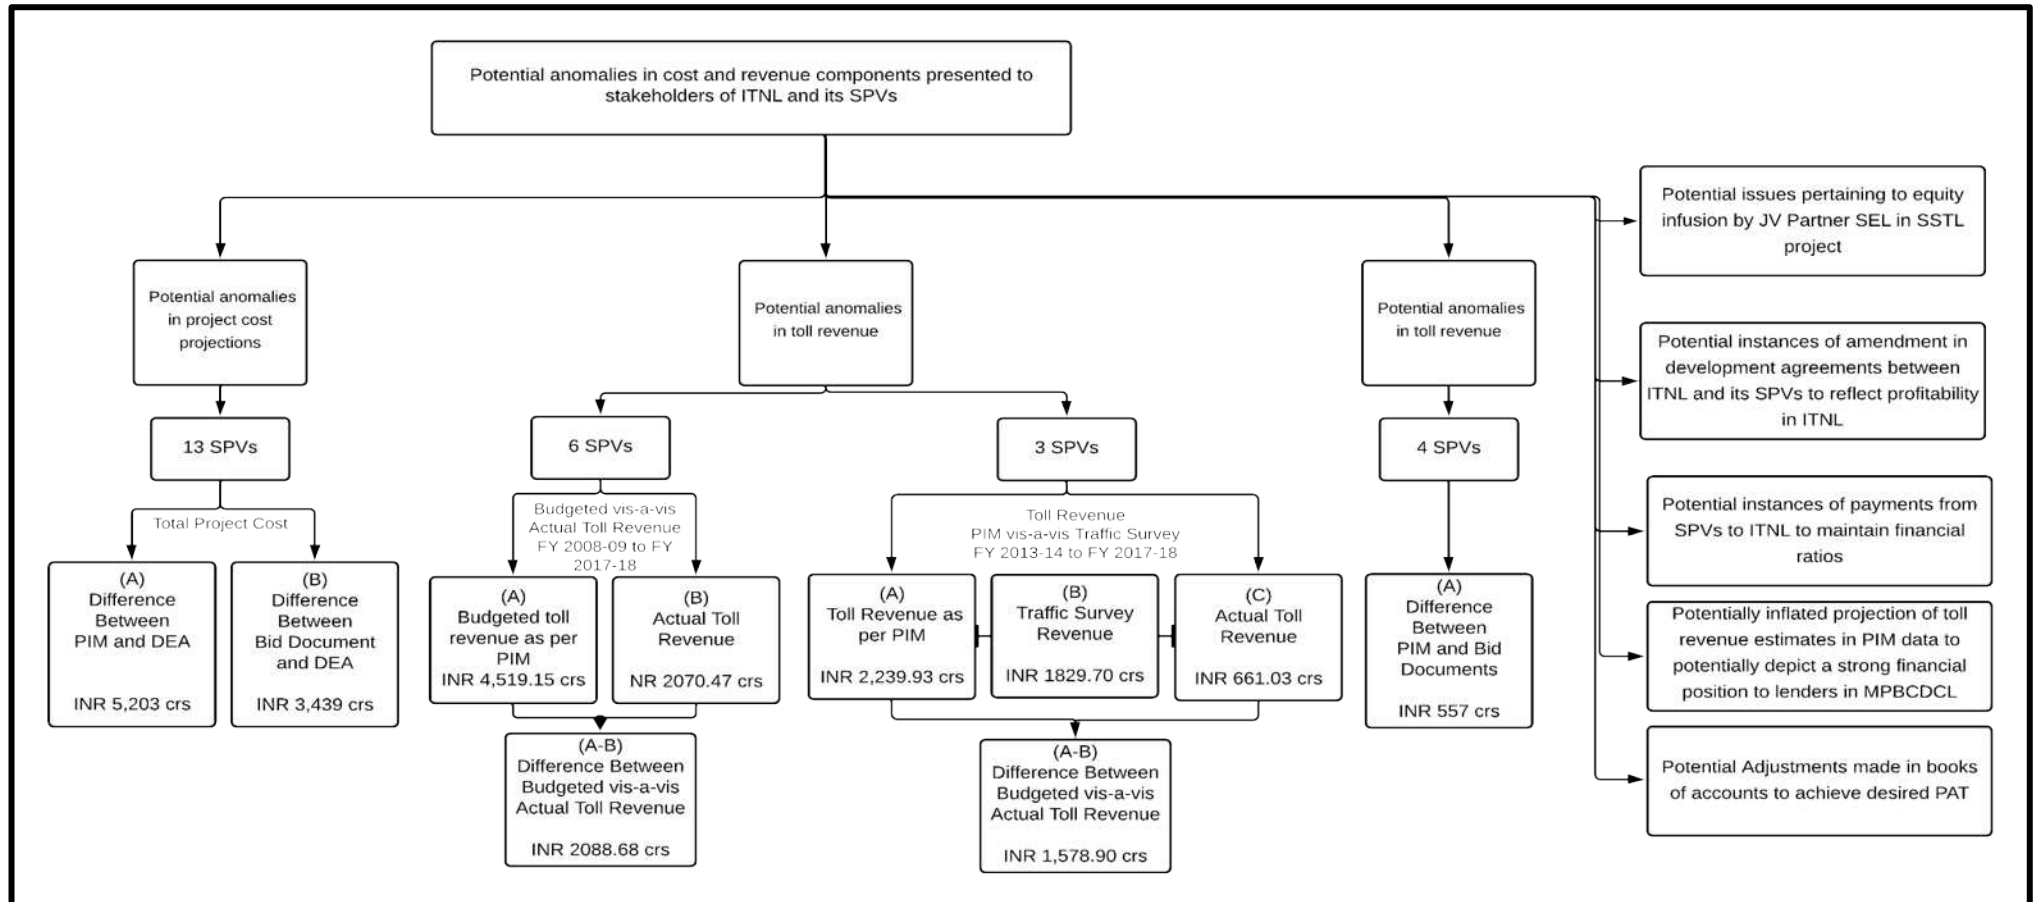 Potential anomalies in cost and revenue components presented to
stakeholders of ITNL and its SPVs
Potential anomalies
in project cost
projections
13 SPVs
Total Project Cost
(A)
Difference
Between
PIM and DEA
INR 5,203 crs
(B)
Difference
Between
Bid Document
and DEA
INR 3,439 crs
Potential anomalies
in toll revenue
6 SPVs
Budgeted vis-a-vis
Actual Toll Revenue
FY 2008-09 to FY
2017-18
(A)
Budgeted toll
revenue as per
PIM
INR 4,519.15 crs
(B)
Actual Toll
Revenue
NR 2070.47 crs
(A-B)
Difference Between
Budgeted vis-a-vis
Actual Toll Revenue
INR 2088.68 crs
3 SPVs
Toll Revenue
PIM vis-a-vis Traffic Survey
FY 2013-14 to FY 2017-18
(A)
Toll Revenue as
per PIM
INR 2,239.93 crs
(B)
Traffic Survey
Revenue
INR 1829.70 crs
(C)
Actual Toll
Revenue
INR 661.03 crs
(A-B)
Difference Between
Budgeted vis-a-vis
Actual Toll Revenue
INR 1,578.90 crs
Potential anomalies
in toll revenue
4 SPVs
(A)
Difference
Between
PIM and Bid
Documents
INR 557 crs
Potential issues pertaining to equity
infusion by JV Partner SEL in SSTL
project
Potential instances of amendment in
development agreements between
ITNL and its SPVs to reflect profitability
in ITNL
Potential instances of payments from
SPVs to ITNL to maintain financial
ratios
Potentially inflated projection of toll
revenue estimates in PIM data to
potentially depict a strong financial
position to lenders in MPBCDCL
Potential Adjustments made in books
of accounts to achieve desired PAT